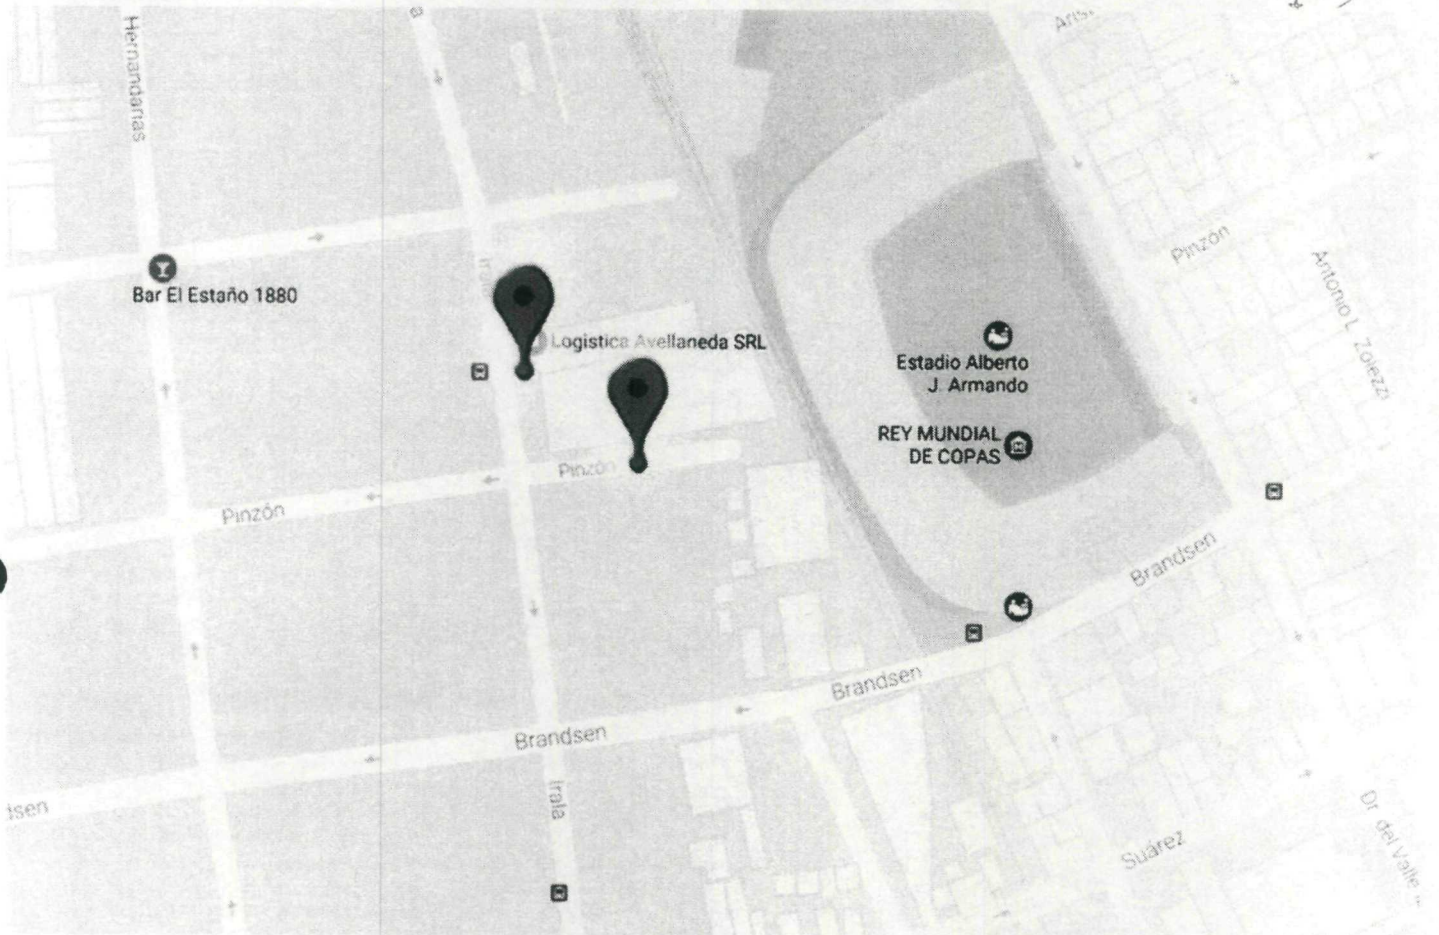 Hernandarias
Pinzón
Antonio L. Zolezzi
Bar El Estaño 1880
Logistica Avellaneda SRL
Estadio Alberto
J. Armando
REY MUNDIAL
DE COPAS
Pinzón
Pinzón
Brandsen
Brandsen
Brandsen
Irala
Suárez
Dr. del Valle